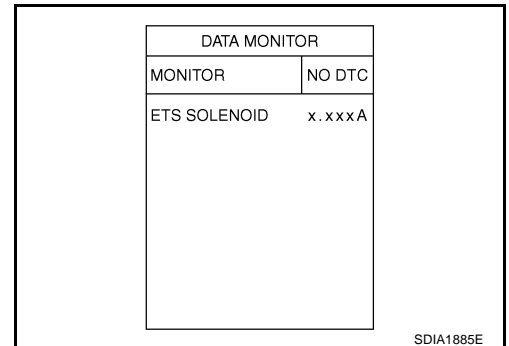 DATA MONITOR
MONITOR NO DTC
ETS SOLENOID x.xxxA
SDIA1885E